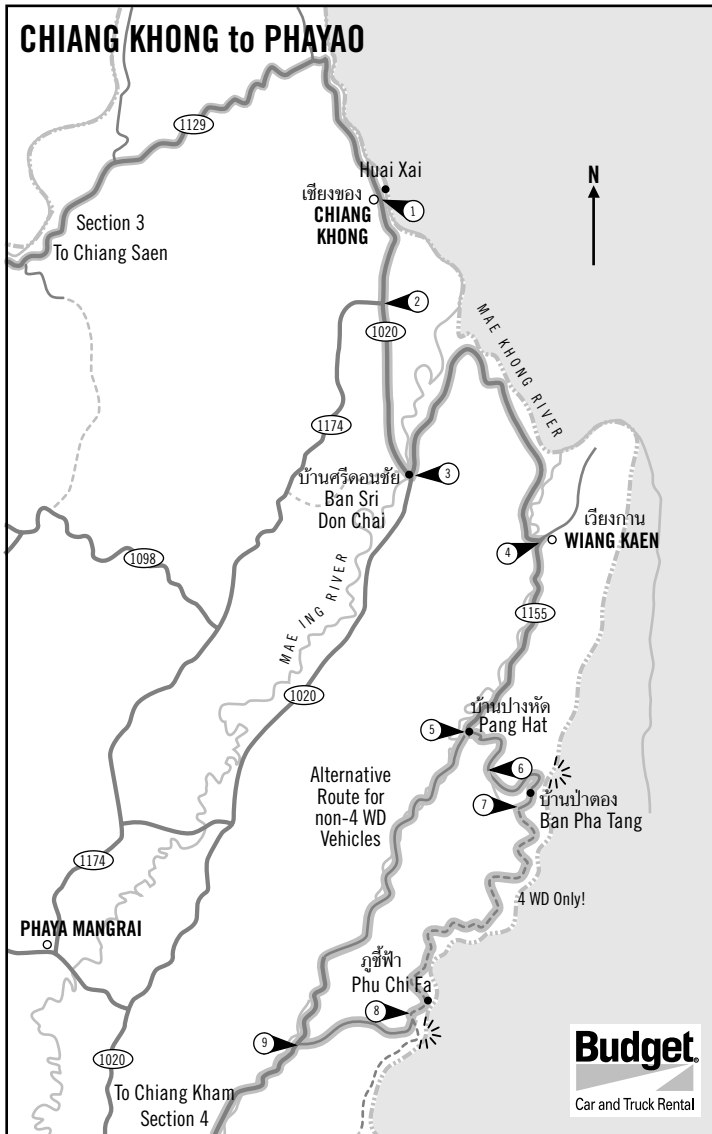 CHIANG KHONG to PHAYAO
1129
Huai Xai
N
เชียงของ
CHIANG
KHONG
1
Section 3
To Chiang Saen
2
1020
MAE KHONG RIVER
1174
บ้านศรีดอนชัย
Ban Sri
Don Chai
3
เวียงกาน
WIANG KAEN
4
1098
MAE ING RIVER
1155
1020
บ้านปางหัด
Pang Hat
5
6
Alternative
Route for
non-4 WD
Vehicles
7
บ้านป่าตอง
Ban Pha Tang
1174
4 WD Only!
PHAYA MANGRAI
ภูชี้ฟ้า
Phu Chi Fa
8
9
1020
To Chiang Kham
Section 4
Budget®
Car and Truck Rental